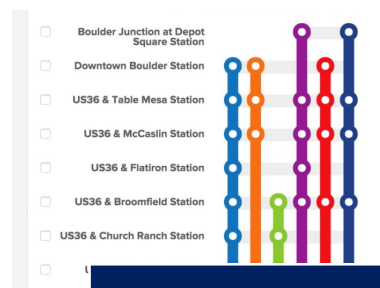 Boulder Junction at Depot
Square Station
Downtown Boulder Station
US36 & Table Mesa Station
US36 & McCaslin Station
US36 & Flatiron Station
US36 & Broomfield Station
US36 & Church Ranch Station